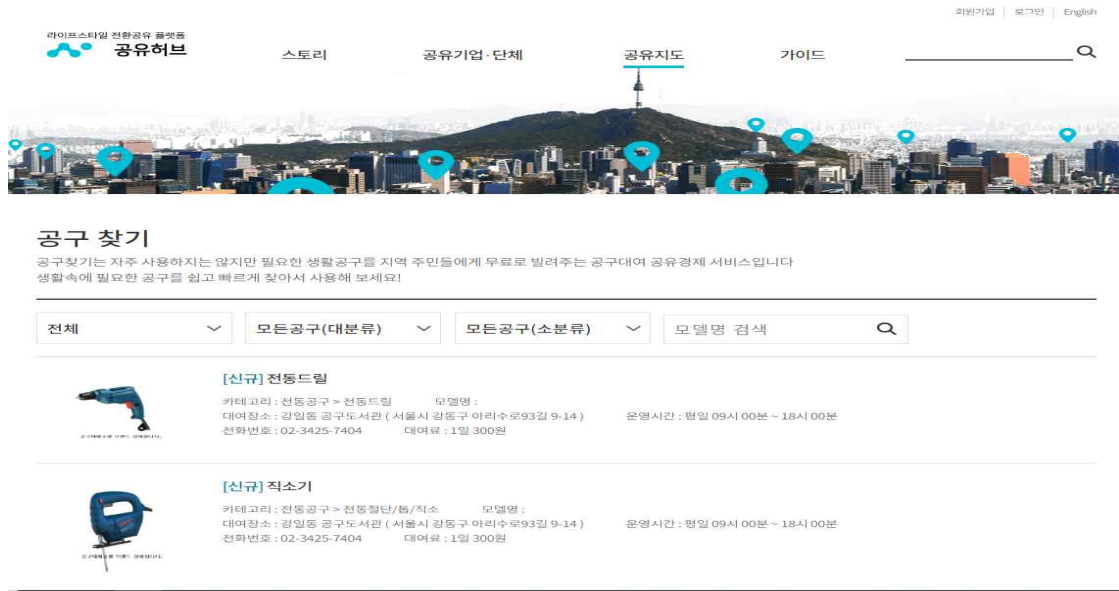 회원가입 | 로그인 | English
라이프스타일 전환공유 플랫폼
공유허브
스토리 공유기업·단체 공유지도 가이드
공구 찾기
공구찾기는 자주 사용하지는 않지만 필요한 생활공구를 지역 주민들에게 무료로 빌려주는 공구대여 공유경제 서비스입니다
생활속에 필요한 공구를 쉽고 빠르게 찾아서 사용해 보세요!
전체 모든공구(대분류) 모든공구(소분류) 모델명 검색
[신규] 전동드릴
카테고리 : 전동공구 > 전동드릴 모델명 :
대여장소 : 강일동 공구도서관 ( 서울시 강동구 아리수로93길 9-14 ) 운영시간 : 평일 09시 00분 ~ 18시 00분
전화번호 : 02-3425-7404 대여료 : 1일 300원
[신규] 직소기
카테고리 : 전동공구 > 전동절단/톱/직소 모델명 :
대여장소 : 강일동 공구도서관 ( 서울시 강동구 아리수로93길 9-14 ) 운영시간 : 평일 09시 00분 ~ 18시 00분
전화번호 : 02-3425-7404 대여료 : 1일 300원